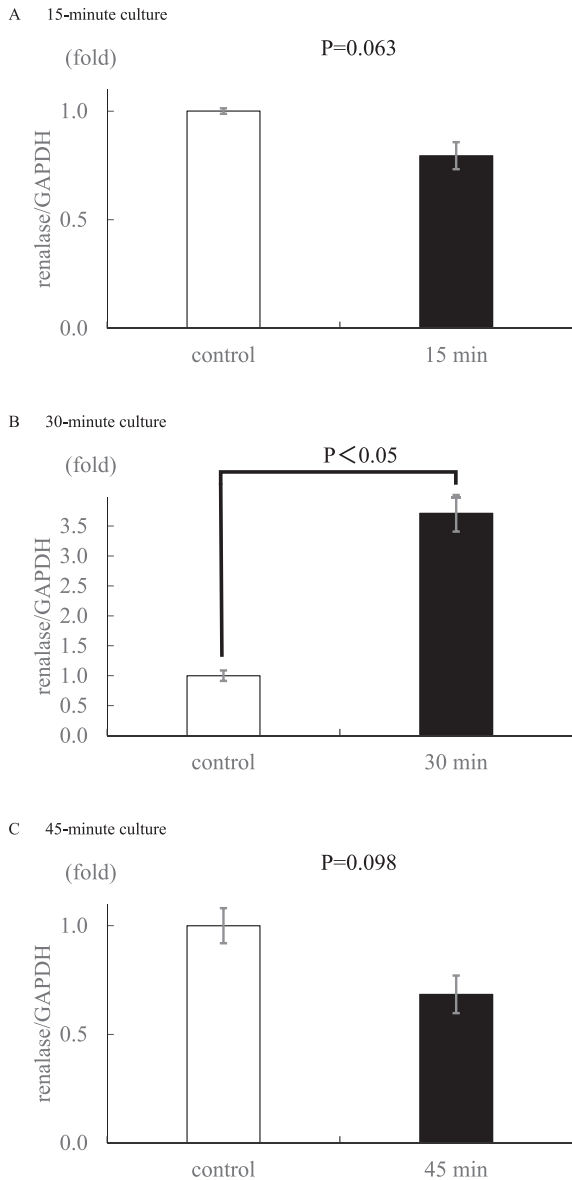 A 15-minute culture
(fold)
P=0.063
renalase/GAPDH
1.0
0.5
0.0
control
15 min
B 30-minute culture
(fold)
P<0.05
renalase/GAPDH
3.5
3.0
2.5
2.0
1.5
1.0
0.5
0.0
control
30 min
C 45-minute culture
(fold)
P=0.098
renalase/GAPDH
1.0
0.5
0.0
control
45 min